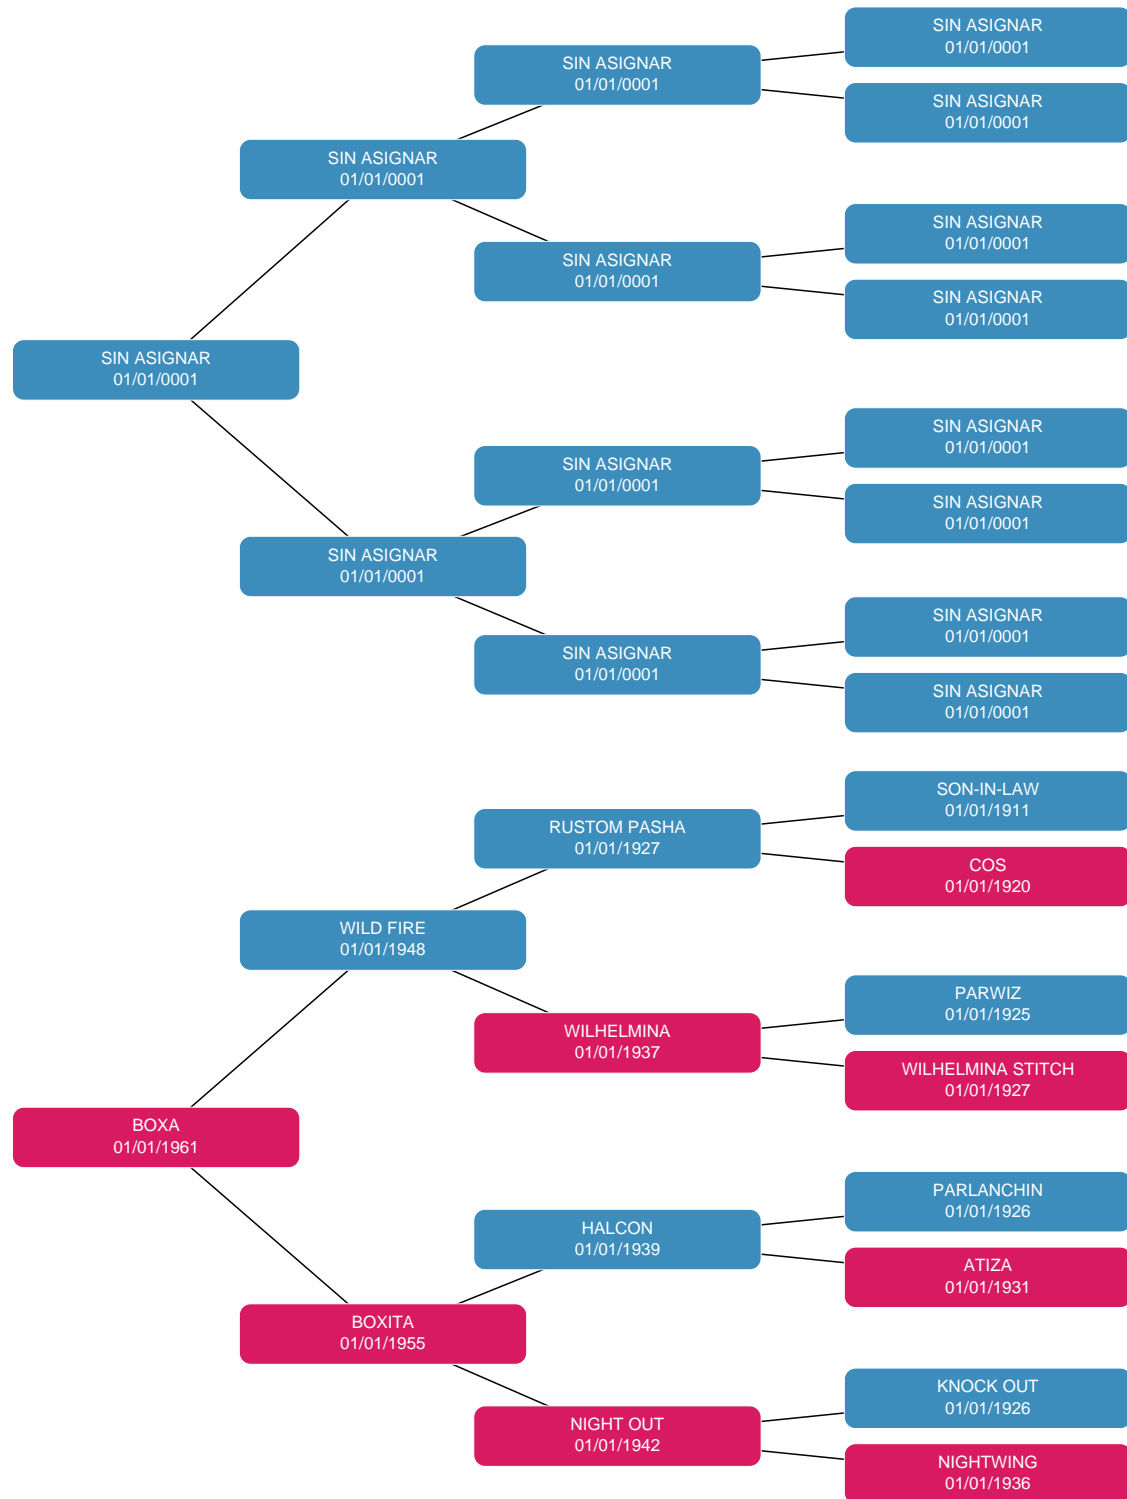 SIN ASIGNAR
01/01/0001
SIN ASIGNAR
01/01/0001
SIN ASIGNAR
01/01/0001
SIN ASIGNAR
01/01/0001
SIN ASIGNAR
01/01/0001
SIN ASIGNAR
01/01/0001
SIN ASIGNAR
01/01/0001
SIN ASIGNAR
01/01/0001
SIN ASIGNAR
01/01/0001
SIN ASIGNAR
01/01/0001
SIN ASIGNAR
01/01/0001
SIN ASIGNAR
01/01/0001
SIN ASIGNAR
01/01/0001
SIN ASIGNAR
01/01/0001
SIN ASIGNAR
01/01/0001
SON-IN-LAW
01/01/1911
RUSTOM PASHA
01/01/1927
COS
01/01/1920
WILD FIRE
01/01/1948
PARWIZ
01/01/1925
WILHELMINA
01/01/1937
WILHELMINA STITCH
01/01/1927
BOXA
01/01/1961
PARLANCHIN
01/01/1926
HALCON
01/01/1939
ATIZA
01/01/1931
BOXITA
01/01/1955
KNOCK OUT
01/01/1926
NIGHT OUT
01/01/1942
NIGHTWING
01/01/1936